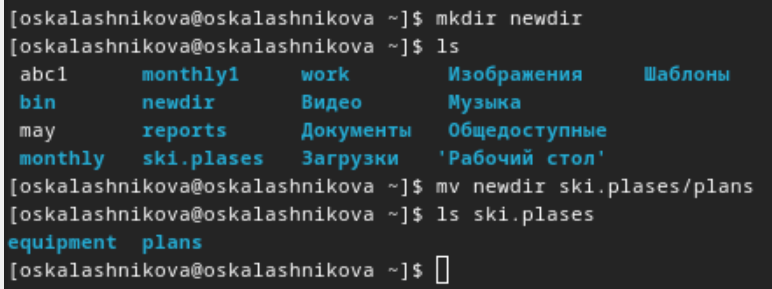 [oskalashnikova@oskalashnikova ~]$ mkdir newdir
[oskalashnikova@oskalashnikova ~]$ ls
abc1 monthly1 work Изображения Шаблоны
bin newdir Видео Музыка
may reports Документы Общедоступные
monthly ski.plases Загрузки 'Рабочий стол'
[oskalashnikova@oskalashnikova ~]$ mv newdir ski.plases/plans
[oskalashnikova@oskalashnikova ~]$ ls ski.plases
equipment plans
[oskalashnikova@oskalashnikova ~]$